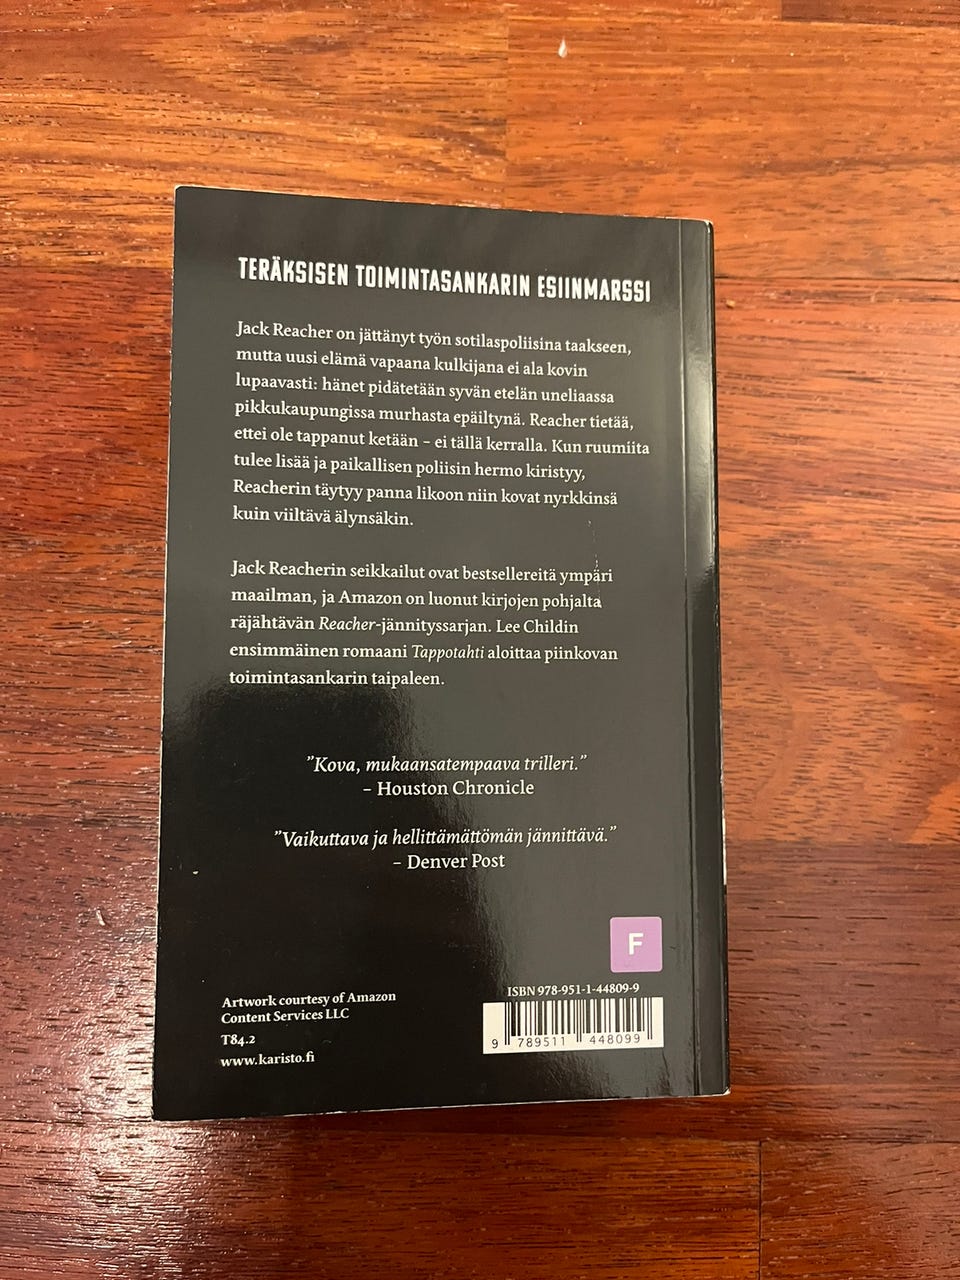 TERÄKSISEN TOIMINTASANKARIN ESIINMARSSI
Jack Reacher on jättänyt työn sotilaspoliisina taakseen,
mutta uusi elämä vapaana kulkijana ei ala kovin
lupaavasti: hänet pidätetään syvän etelän uneliaassa
pikkukaupungissa murhasta epäiltynä. Reacher tietää,
ettei ole tappanut ketään – ei tällä kerralla. Kun ruumiita
tulee lisää ja paikallisen poliisin hermo kiristyy,
Reacherin täytyy panna likoon niin kovat nyrkkinsä
kuin viiltävä älynsäkin.
Jack Reacherin seikkailut ovat bestsellereitä ympäri
maailman, ja Amazon on luonut kirjojen pohjalta
räjähtävän Reacher-jännityssarjan. Lee Childin
ensimmäinen romaani Tappotahti aloittaa piinkovan
toimintasankarin taipaleen.
”Kova, mukaansatempaava trilleri.”
– Houston Chronicle
”Vaikuttava ja hellittämättömän jännittävä.”
– Denver Post
F
ISBN 978-951-1-44809-9
9 789511 448099
Artwork courtesy of Amazon
Content Services LLC
T84.2
www.karisto.fi